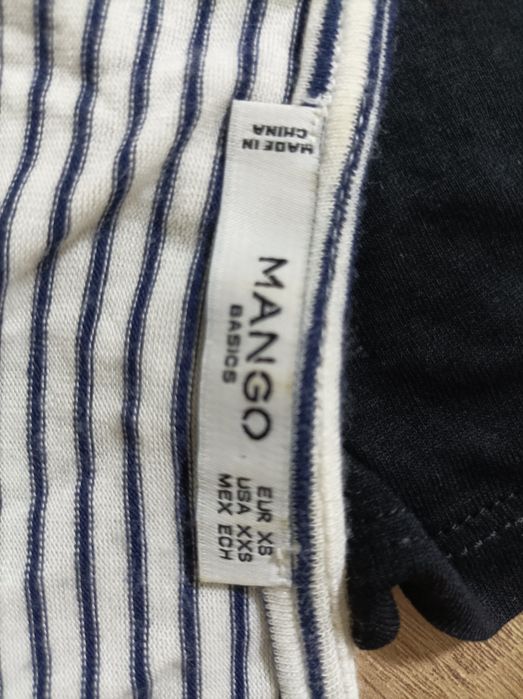 MADE IN
CHINA
MANGO
BASICS
EUR XS
USA XXS
MEX ECH